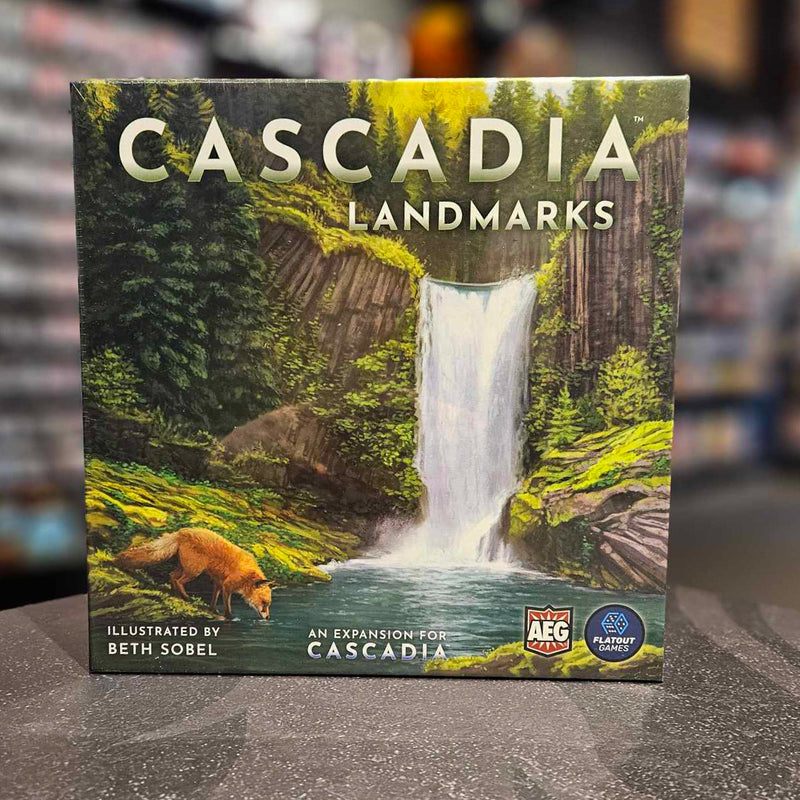 CASCADIA™
LANDMARKS
ILLUSTRATED BY
BETH SOBEL
AN EXPANSION FOR
CASCADIA
AEG
FLATOUT
GAMES